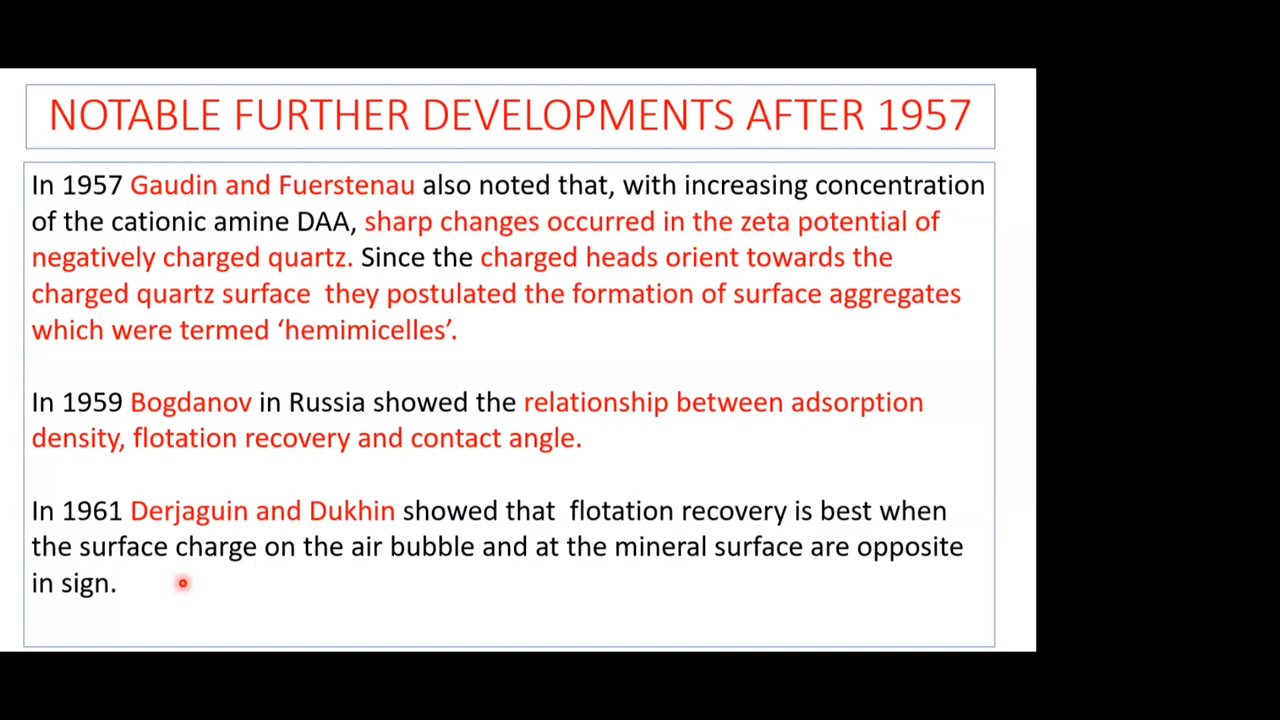 NOTABLE FURTHER DEVELOPMENTS AFTER 1957
In 1957 Gaudin and Fuerstenau also noted that, with increasing concentration
of the cationic amine DAA, sharp changes occurred in the zeta potential of
negatively charged quartz. Since the charged heads orient towards the
charged quartz surface they postulated the formation of surface aggregates
which were termed ‘hemimicelles’.
In 1959 Bogdanov in Russia showed the relationship between adsorption
density, flotation recovery and contact angle.
In 1961 Derjaguin and Dukhin showed that flotation recovery is best when
the surface charge on the air bubble and at the mineral surface are opposite
in sign.